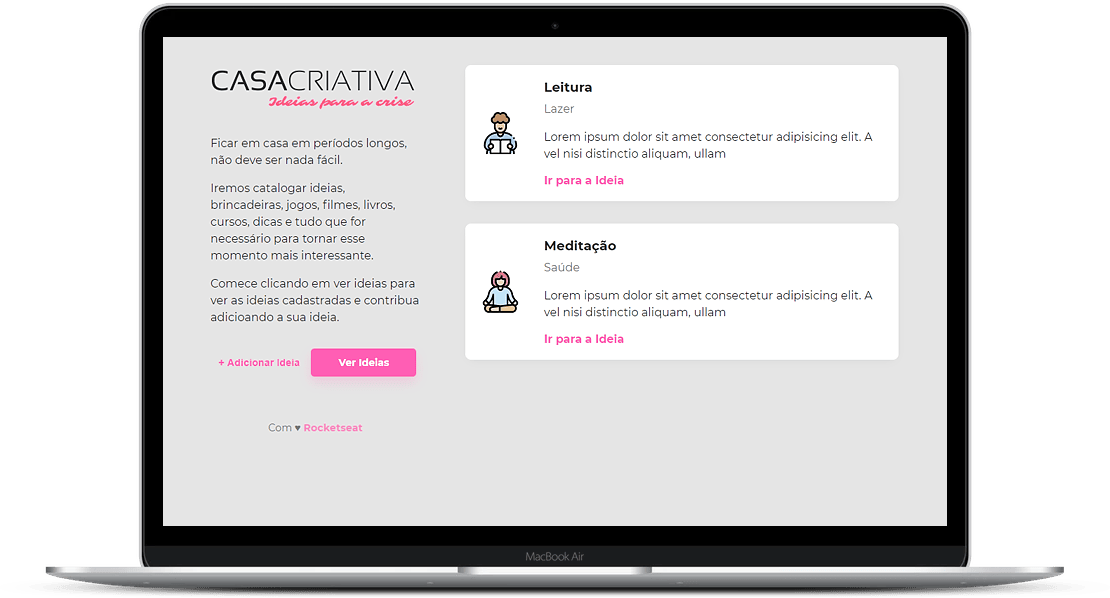 CASACRIATIVA
Ideias para a crise
Ficar em casa em períodos longos,
não deve ser nada fácil.
Iremos catalogar ideias,
brincadeiras, jogos, filmes, livros,
cursos, dicas e tudo que for
necessário para tornar esse
momento mais interessante.
Comece clicando em ver ideias para
ver as ideias cadastradas e contribua
adicioando a sua ideia.
+ Adicionar Ideia
Ver Ideias
Com ♥ Rocketseat
Leitura
Lazer
Lorem ipsum dolor sit amet consectetur adipisicing elit. A
vel nisi distinctio aliquam, ullam
Ir para a Ideia
Meditação
Saúde
Lorem ipsum dolor sit amet consectetur adipisicing elit. A
vel nisi distinctio aliquam, ullam
Ir para a Ideia
MacBook Air